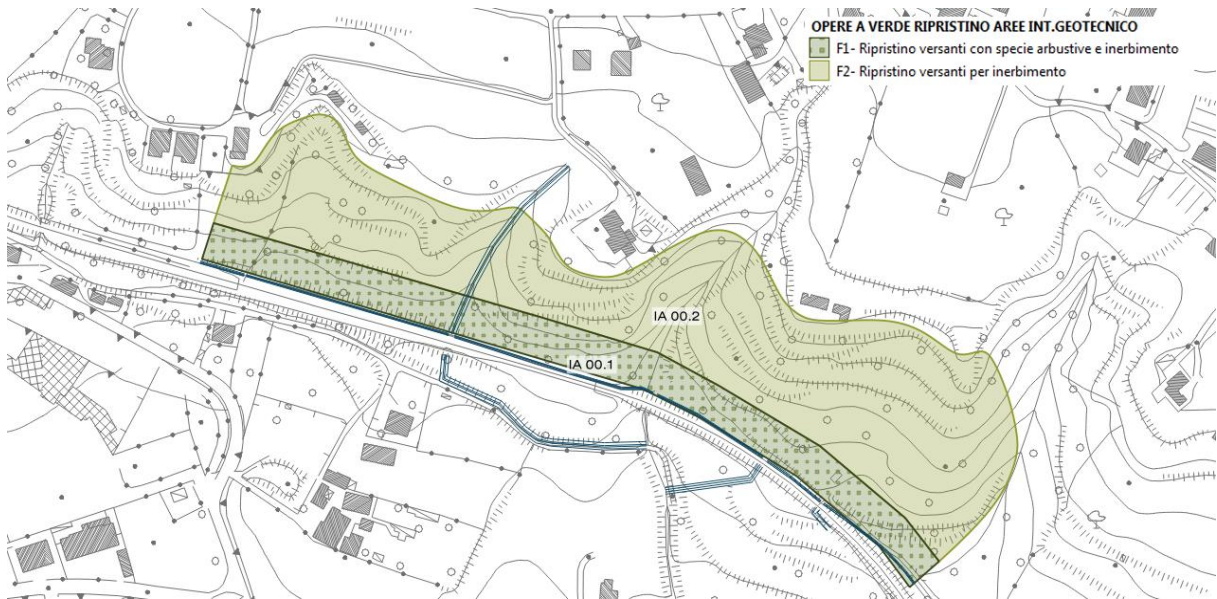 OPERE A VERDE RIPRISTINO AREE INT.GEOTECNICO
F1- Ripristino versanti con specie arbustive e inerbimento
F2- Ripristino versanti per inerbimento
IA 00.2
IA 00.1